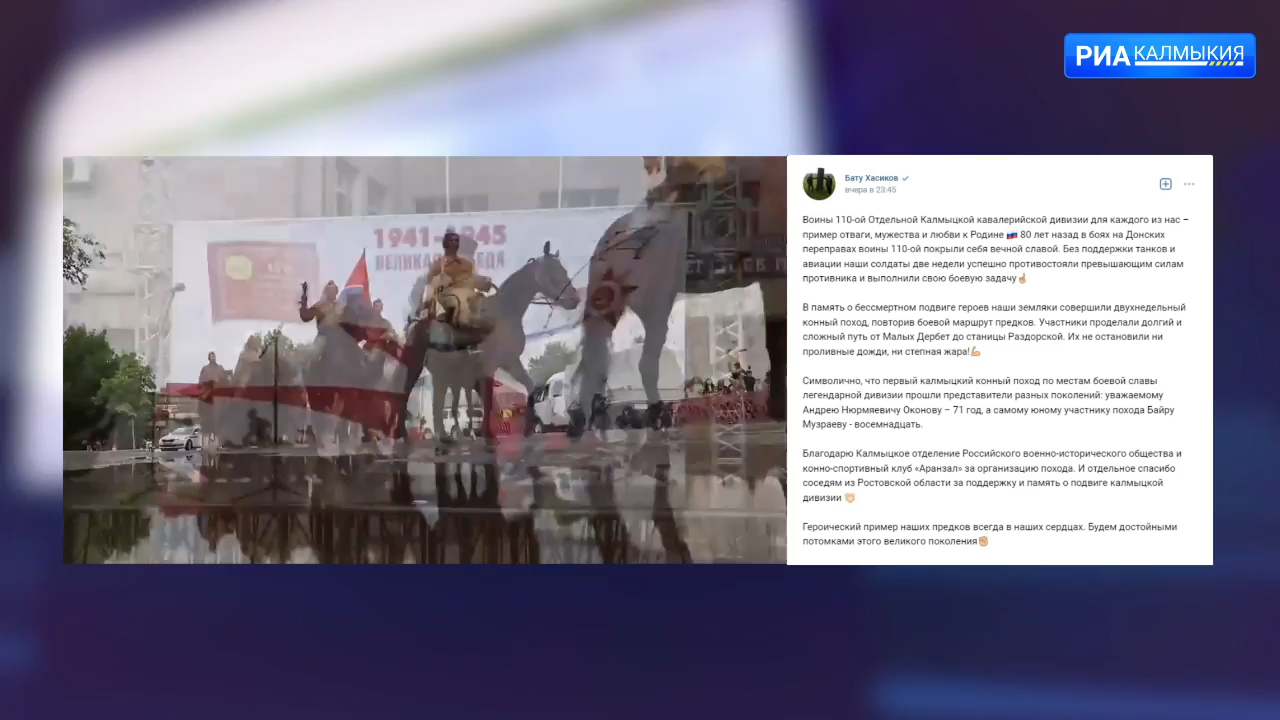 РИА КАЛМЫКИЯ
1941-1945
ВЕЛИКАЯ ПОБЕДА
Бату Хасиков
вчера в 23:45
Воины 110-ой Отдельной Калмыцкой кавалерийской дивизии для каждого из нас –
пример отваги, мужества и любви к Родине 🇷🇺 80 лет назад в боях на Донских
переправах воины 110-ой покрыли себя вечной славой. Без поддержки танков и
авиации наши солдаты две недели успешно противостояли превышающим силам
противника и выполнили свою боевую задачу☝🏼
В память о бессмертном подвиге героев наши земляки совершили двухнедельный
конный поход, повторив боевой маршрут предков. Участники проделали долгий и
сложный путь от Малых Дербет до станицы Раздорской. Их не остановили ни
проливные дожди, ни степная жара!💪🏼
Символично, что первый калмыцкий конный поход по местам боевой славы
легендарной дивизии прошли представители разных поколений: уважаемому
Андрею Нюрмяевичу Оконову – 71 год, а самому юному участнику похода Байру
Музраеву - восемнадцать.
Благодарю Калмыцкое отделение Российского военно-исторического общества и
конно-спортивный клуб «Аранзал» за организацию похода. И отдельное спасибо
соседям из Ростовской области за поддержку и память о подвиге калмыцкой
дивизии 🤝🏼
Героический пример наших предков всегда в наших сердцах. Будем достойными
потомками этого великого поколения✊🏼